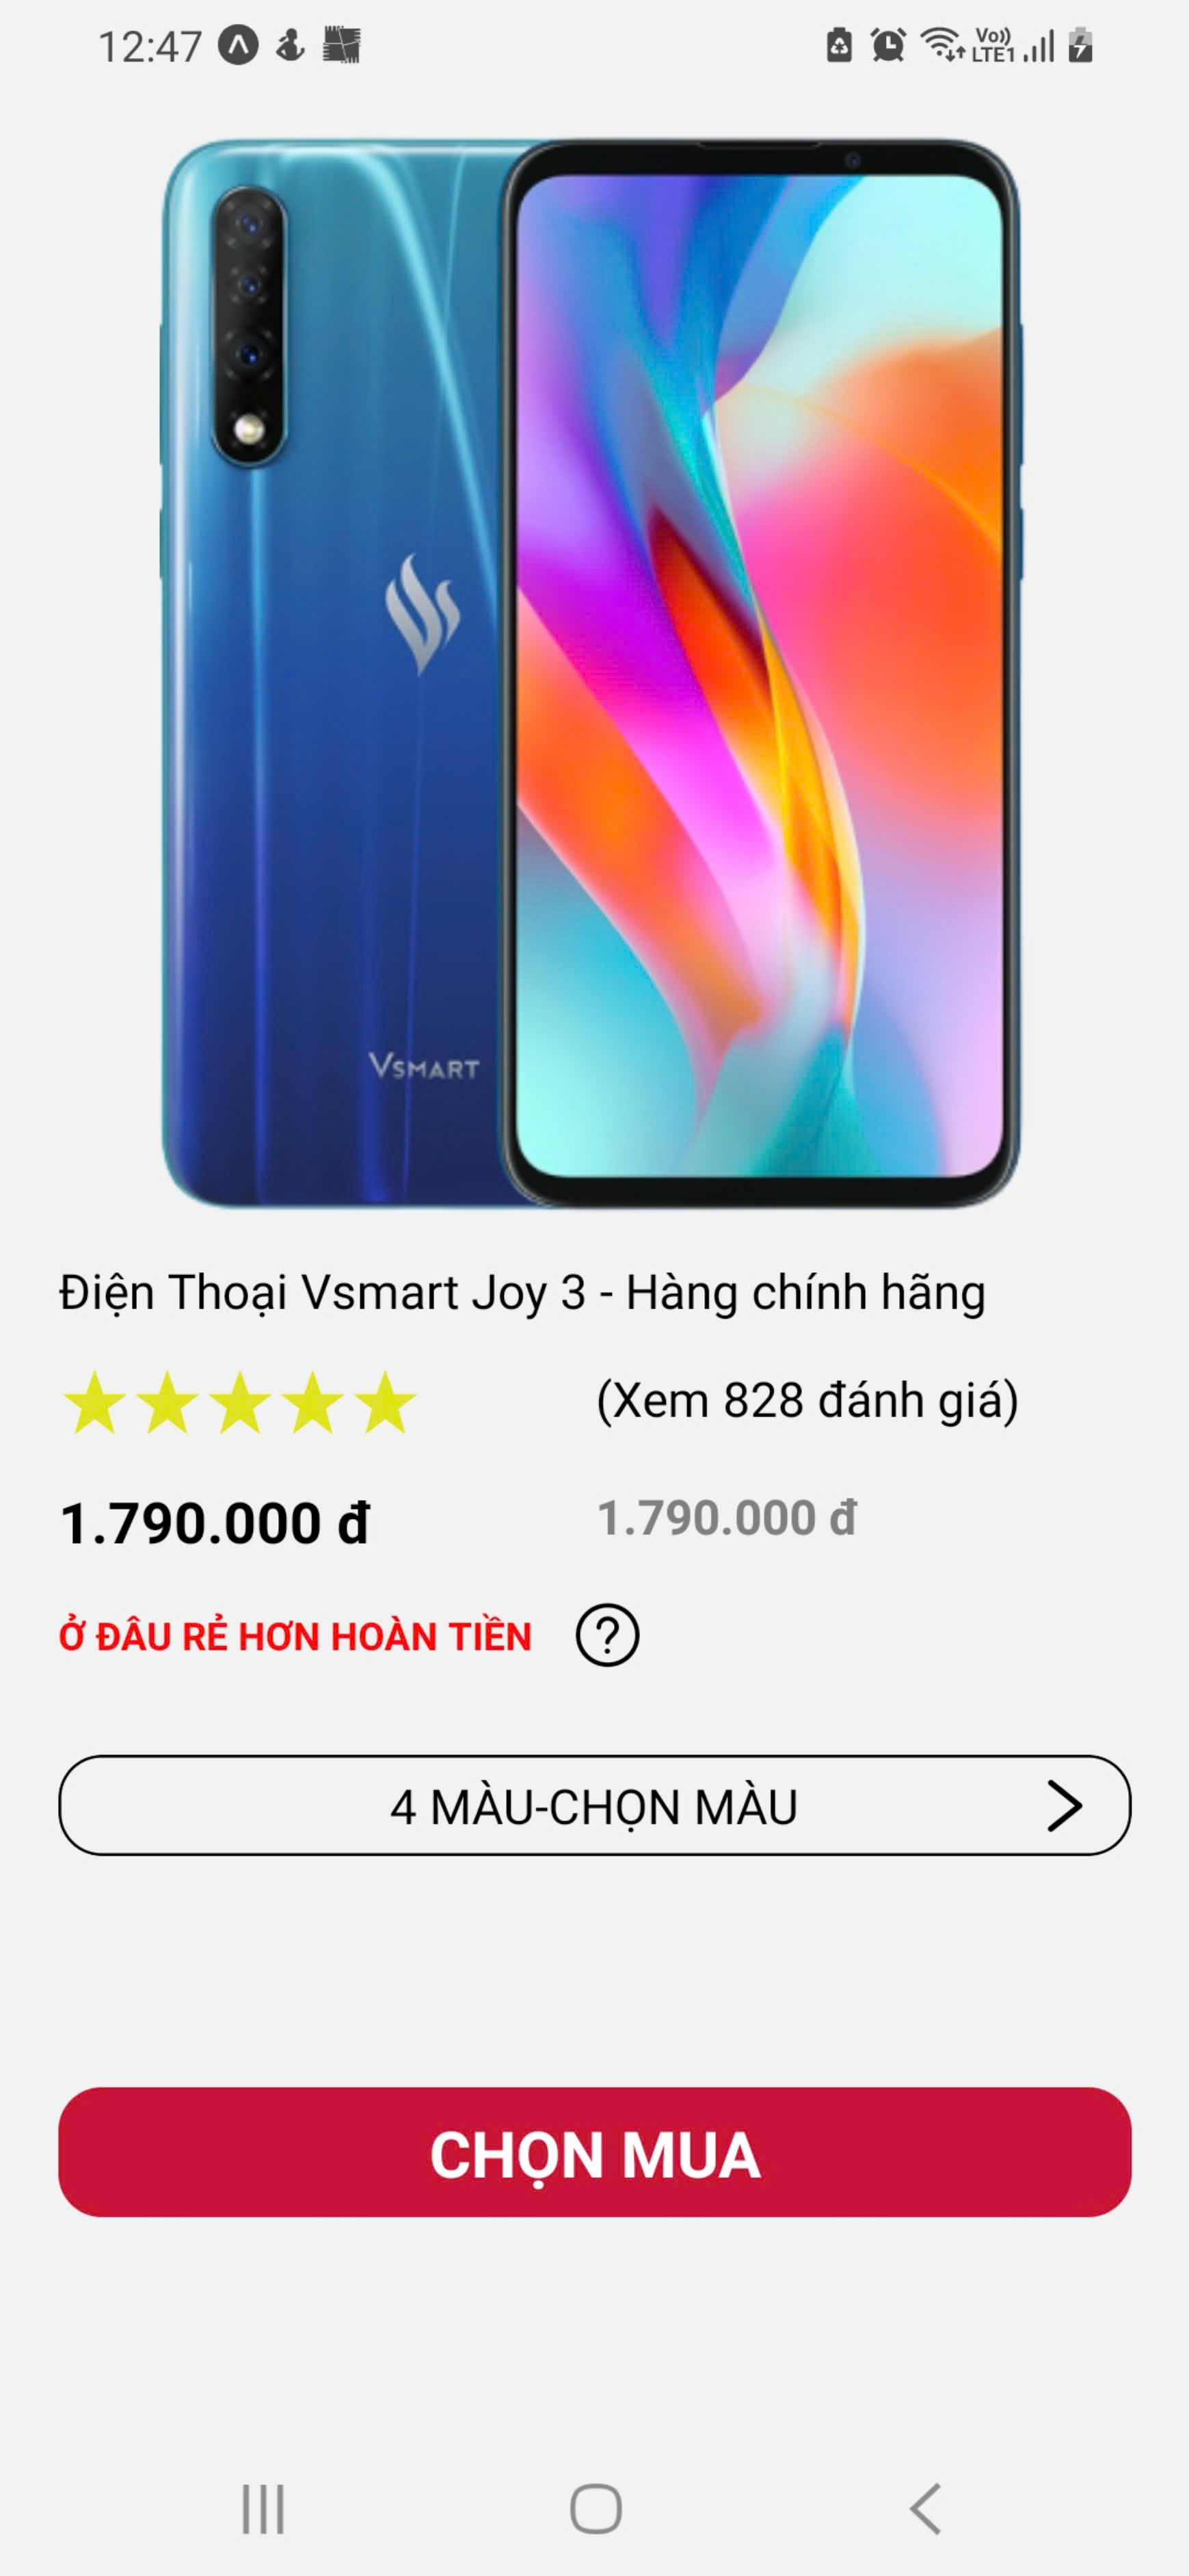 12:47
Vo))
LTE1
VSMART
Điện Thoại Vsmart Joy 3 - Hàng chính hãng
(Xem 828 đánh giá)
1.790.000 đ
1.790.000 đ
Ở ĐÂU RẺ HƠN HOÀN TIỀN ?
4 MÀU-CHỌN MÀU
CHỌN MUA